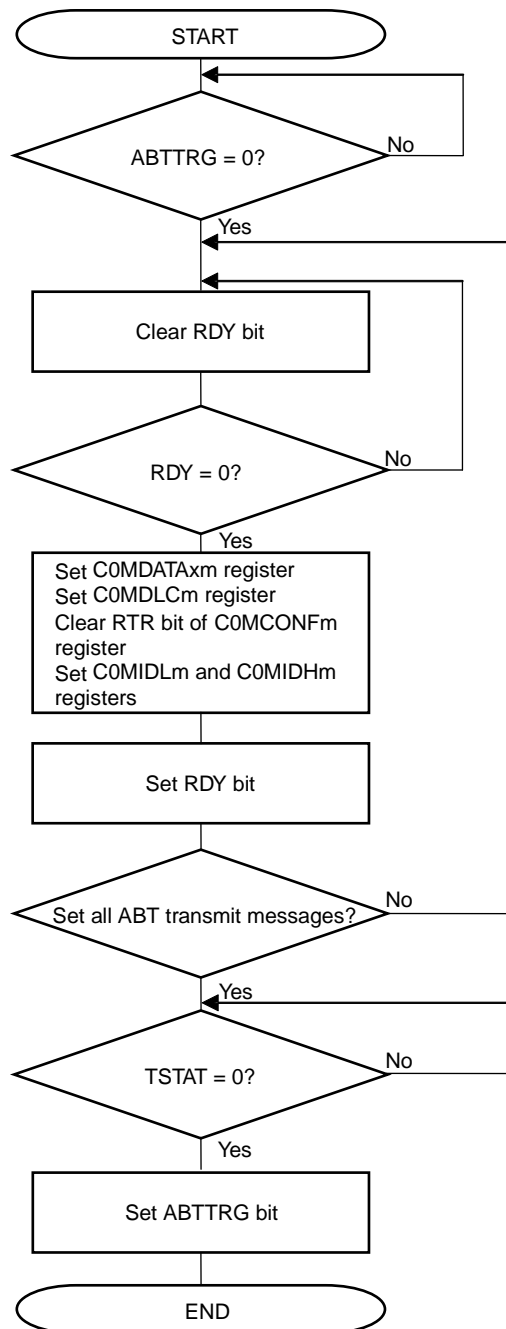 START
ABTTRG = 0?
No
Yes
Clear RDY bit
RDY = 0?
No
Yes
Set C0MDATAxm register
Set C0MDLCm register
Clear RTR bit of C0MCONFm
register
Set C0MIDLm and C0MIDHm
registers
Set RDY bit
Set all ABT transmit messages?
No
Yes
TSTAT = 0?
No
Yes
Set ABTTRG bit
END